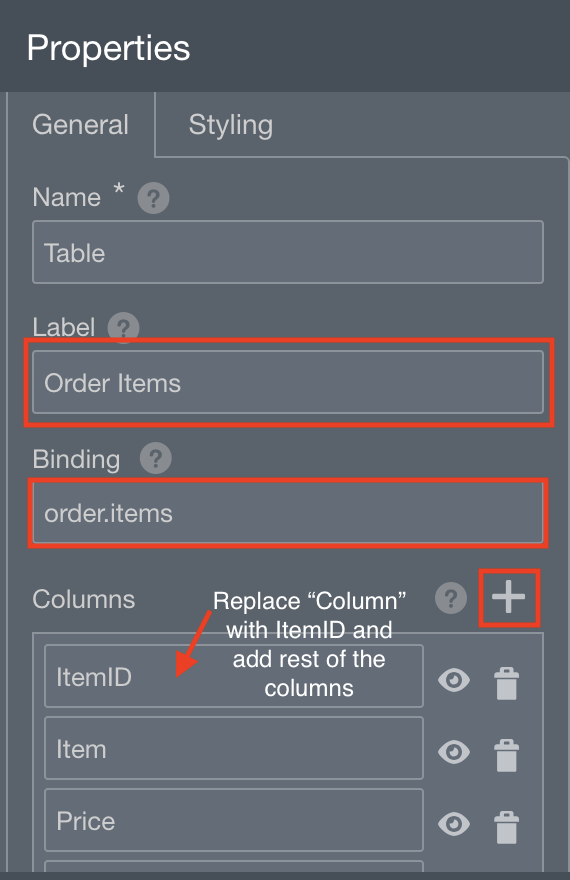 Properties
General
Styling
Name * ?
Table
Label ?
Order Items
Binding ?
order.items
Columns
?
Replace “Column”
with ItemID and
add rest of the
columns
ItemID
Item
Price